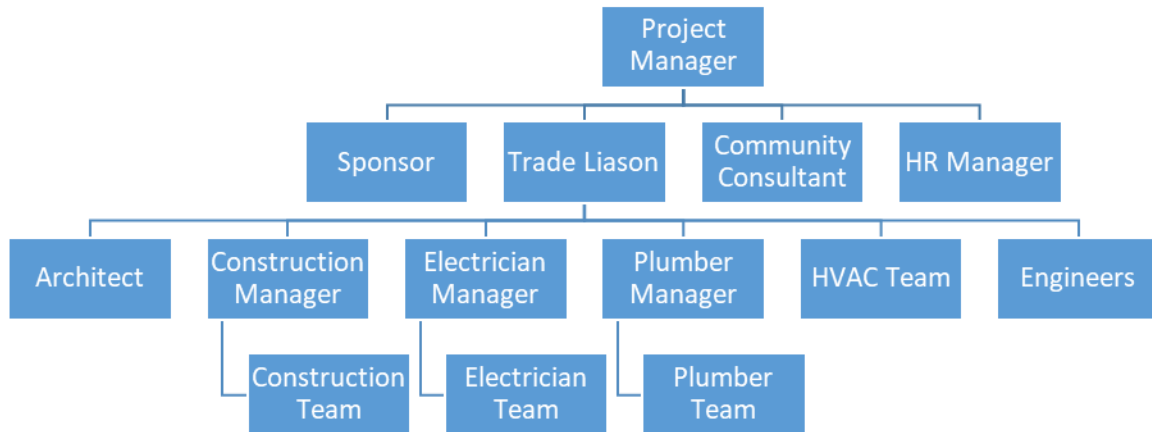 Project
Manager
Sponsor
Trade Liason
Community
Consultant
HR Manager
Architect
Construction
Manager
Electrician
Manager
Plumber
Manager
HVAC Team
Engineers
Construction
Team
Electrician
Team
Plumber
Team